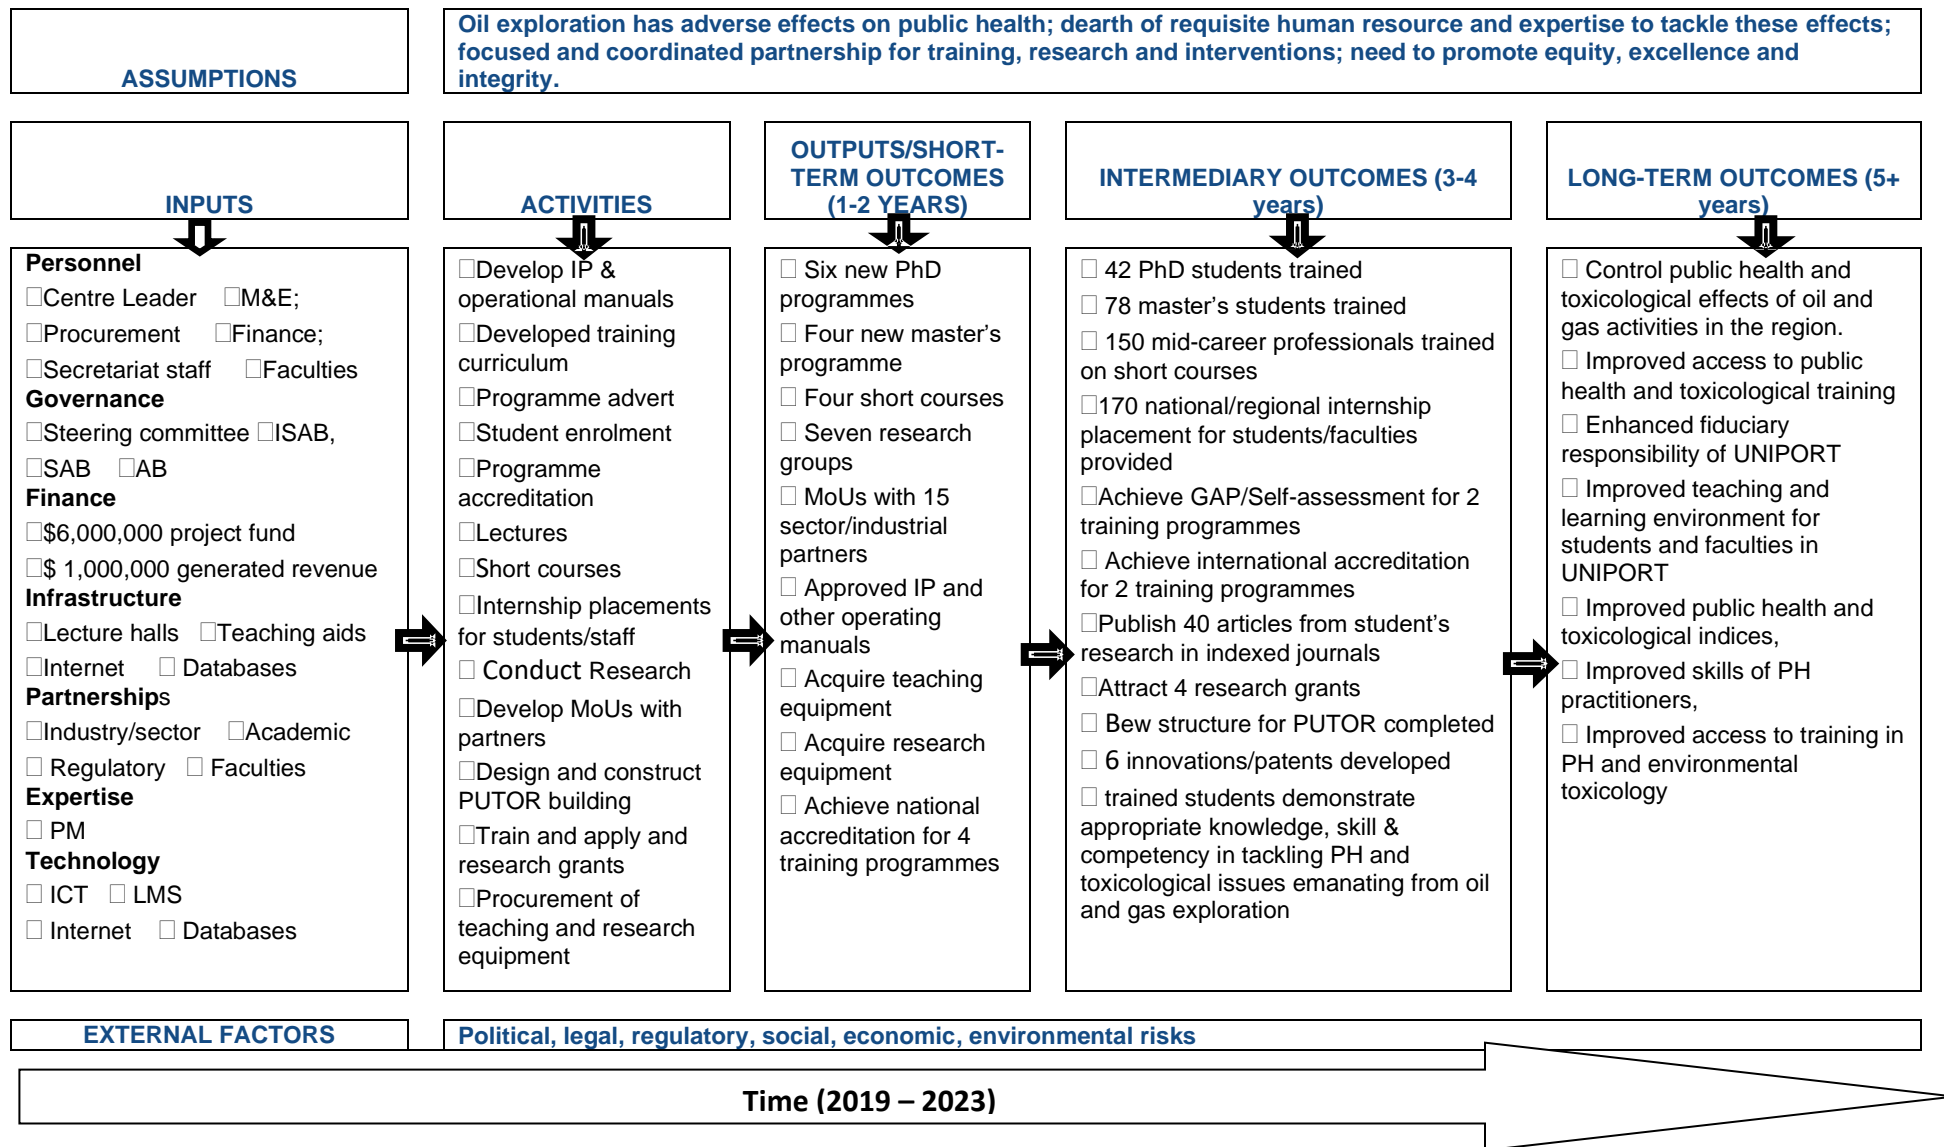 ASSUMPTIONS
Oil exploration has adverse effects on public health; dearth of requisite human resource and expertise to tackle these effects;
focused and coordinated partnership for training, research and interventions; need to promote equity, excellence and
integrity.
INPUTS
ACTIVITIES
OUTPUTS/SHORT-
TERM OUTCOMES
(1-2 YEARS)
INTERMEDIARY OUTCOMES (3-4
years)
LONG-TERM OUTCOMES (5+
years)
Personnel
□Centre Leader □M&E;
□Procurement □Finance;
□Secretariat staff □Faculties
Governance
□Steering committee □ISAB,
□SAB □AB
Finance
□$6,000,000 project fund
□$ 1,000,000 generated revenue
Infrastructure
□Lecture halls □Teaching aids
□Internet □ Databases
Partnerships
□Industry/sector □Academic
□ Regulatory □ Faculties
Expertise
□ PM
Technology
□ ICT □ LMS
□ Internet □ Databases
□Develop IP &
operational manuals
□Developed training
curriculum
□Programme advert
□Student enrolment
□Programme
accreditation
□Lectures
□Short courses
□Internship placements
for students/staff
□ Conduct Research
□Develop MoUs with
partners
□Design and construct
PUTOR building
□Train and apply and
research grants
□Procurement of
teaching and research
equipment
□ Six new PhD
programmes
□ Four new master's
programme
□ Four short courses
□ Seven research
groups
□ MoUs with 15
sector/industrial
partners
□ Approved IP and
other operating
manuals
□ Acquire teaching
equipment
□ Acquire research
equipment
□ Achieve national
accreditation for 4
training programmes
□ 42 PhD students trained
□ 78 master's students trained
□ 150 mid-career professionals trained
on short courses
□170 national/regional internship
placement for students/faculties
provided
□Achieve GAP/Self-assessment for 2
training programmes
□ Achieve international accreditation
for 2 training programmes
□Publish 40 articles from student's
research in indexed journals
□Attract 4 research grants
□ Bew structure for PUTOR completed
□ 6 innovations/patents developed
□ trained students demonstrate
appropriate knowledge, skill &
competency in tackling PH and
toxicological issues emanating from oil
and gas exploration
□ Control public health and
toxicological effects of oil and
gas activities in the region.
□ Improved access to public
health and toxicological training
□ Enhanced fiduciary
responsibility of UNIPORT
□ Improved teaching and
learning environment for
students and faculties in
UNIPORT
□ Improved public health and
toxicological indices,
□ Improved skills of PH
practitioners,
□ Improved access to training in
PH and environmental
toxicology
EXTERNAL FACTORS
Political, legal, regulatory, social, economic, environmental risks
Time (2019 – 2023)